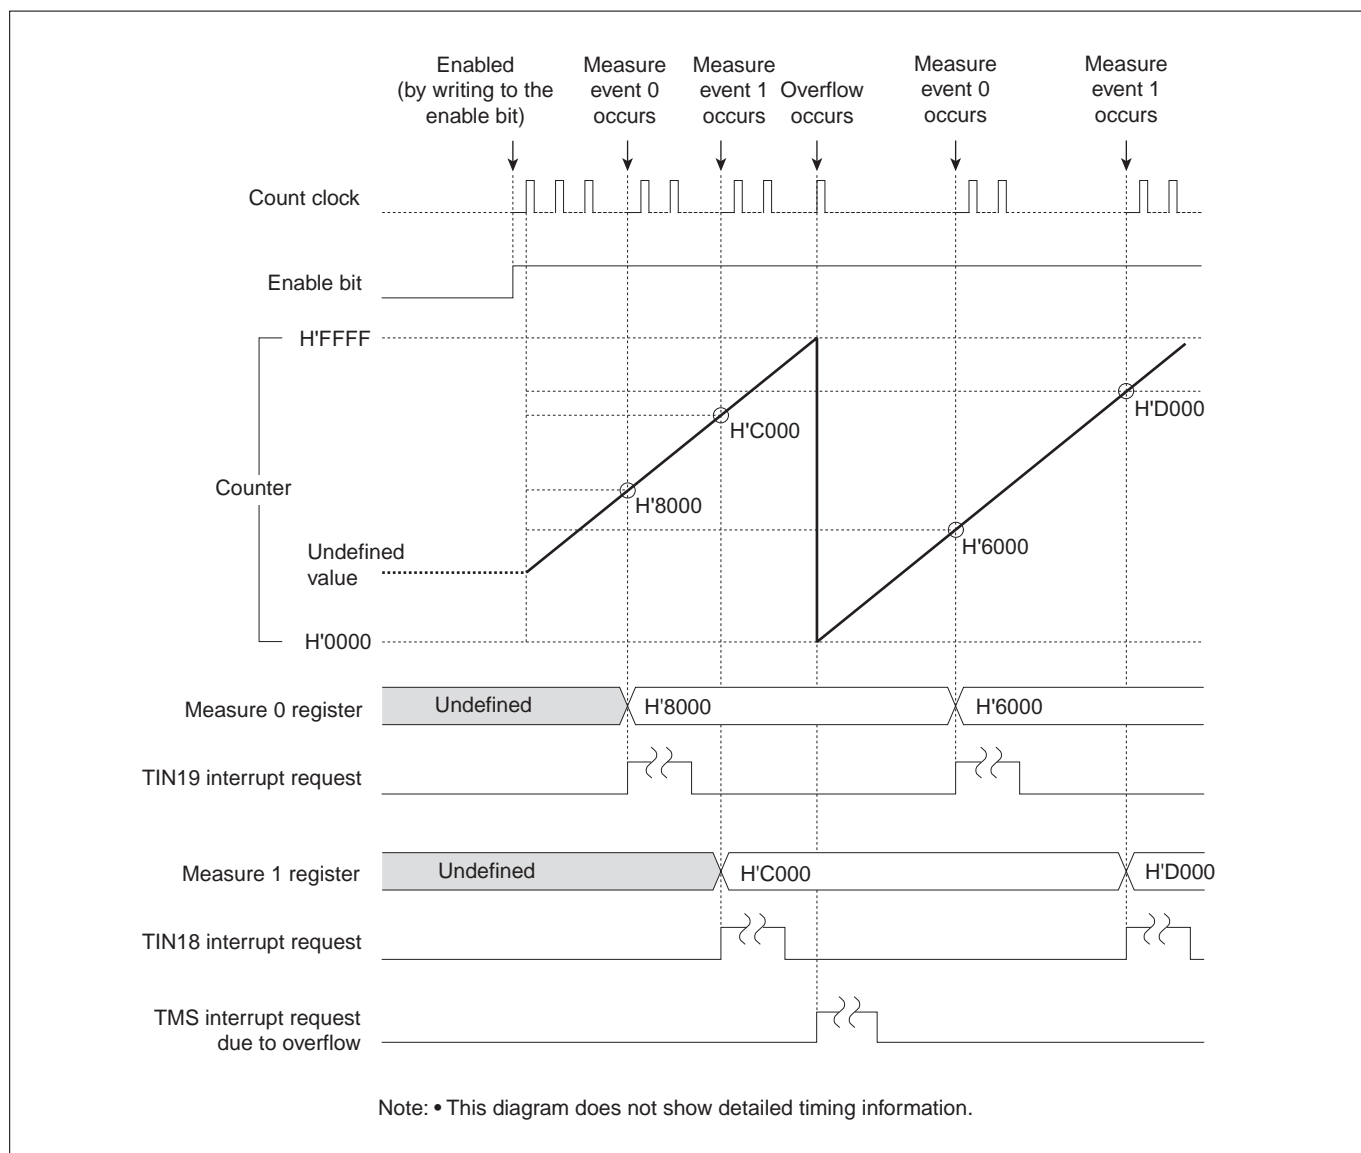 Enabled
(by writing to the
enable bit)
Measure
event 0
occurs
Measure
event 1
occurs
Overflow
occurs
Measure
event 0
occurs
Measure
event 1
occurs
Count clock
Enable bit
H'FFFF
H'D000
H'C000
Counter
H'8000
H'6000
Undefined
value
H'0000
Measure 0 register
Undefined
H'8000
H'6000
TIN19 interrupt request
Measure 1 register
Undefined
H'C000
H'D000
TIN18 interrupt request
TMS interrupt request
due to overflow
Note: • This diagram does not show detailed timing information.